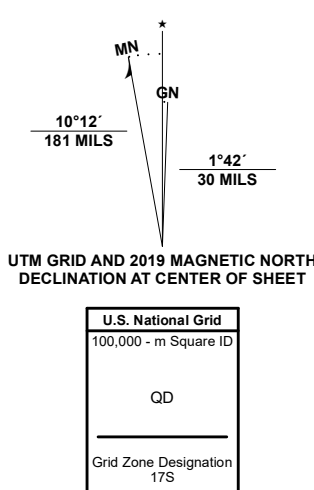 ★
MN
GN
10°12´
181 MILS
1°42´
30 MILS
UTM GRID AND 2019 MAGNETIC NORTH
DECLINATION AT CENTER OF SHEET
U.S. National Grid
100,000 - m Square ID
QD
Grid Zone Designation
17S